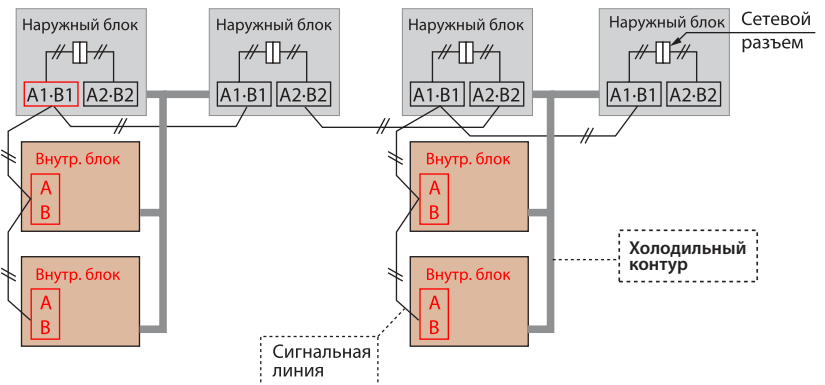 Наружный блок
Наружный блок
Наружный блок
Наружный блок
Сетевой
разъем
A1·B1
A2·B2
A1·B1
A2·B2
A1·B1
A2·B2
A1·B1
A2·B2
Внутр. блок
A
B
Внутр. блок
A
B
Холодильный
контур
Внутр. блок
A
B
Внутр. блок
A
B
Сигнальная
линия